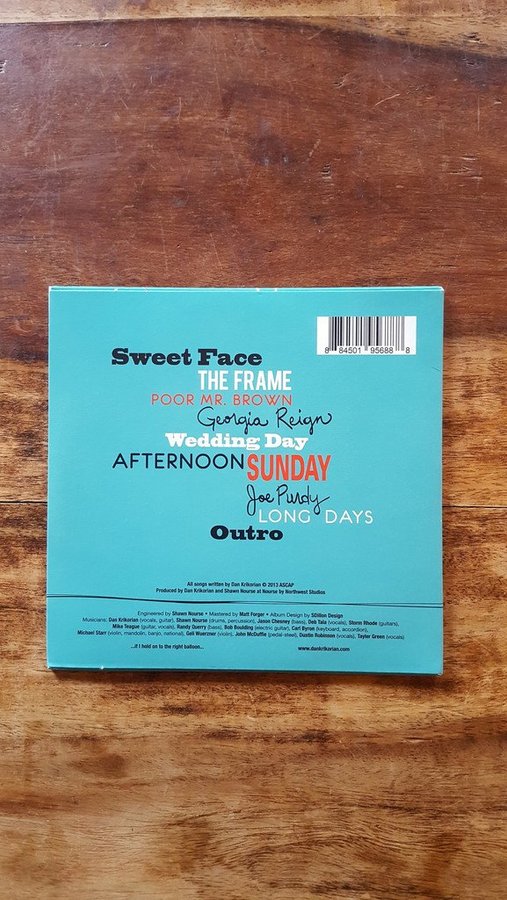 8 84501 95688 8
Sweet Face
THE FRAME
POOR MR. BROWN
Georgia Reign
Wedding Day
AFTERNOON SUNDAY
Joe Purdy
LONG DAYS
Outro
All songs written by Dan Krikorian © 2013 ASCAP
Produced by Dan Krikorian and Shawn Nourse at Nourse by Northwest Studios
Engineered by Shawn Nourse • Mastered by Matt Forger • Album Design by SDillon Design
Musicians: Dan Krikorian (vocals, guitar), Shawn Nourse (drums, percussion), Jason Chesney (bass), Deb Tala (vocals), Storm Rhode (guitars),
Mike Teague (guitar, vocals), Randy Querry (bass), Bob Boulding (electric guitar), Carl Byron (keyboard, accordion),
Michael Starr (violin, mandolin, banjo, national), Geli Wuerzner (violin), John McDuffie (pedal-steel), Dustin Robinson (vocals), Tayler Green (vocals)
...if I hold on to the right balloon...
www.dankrikorian.com